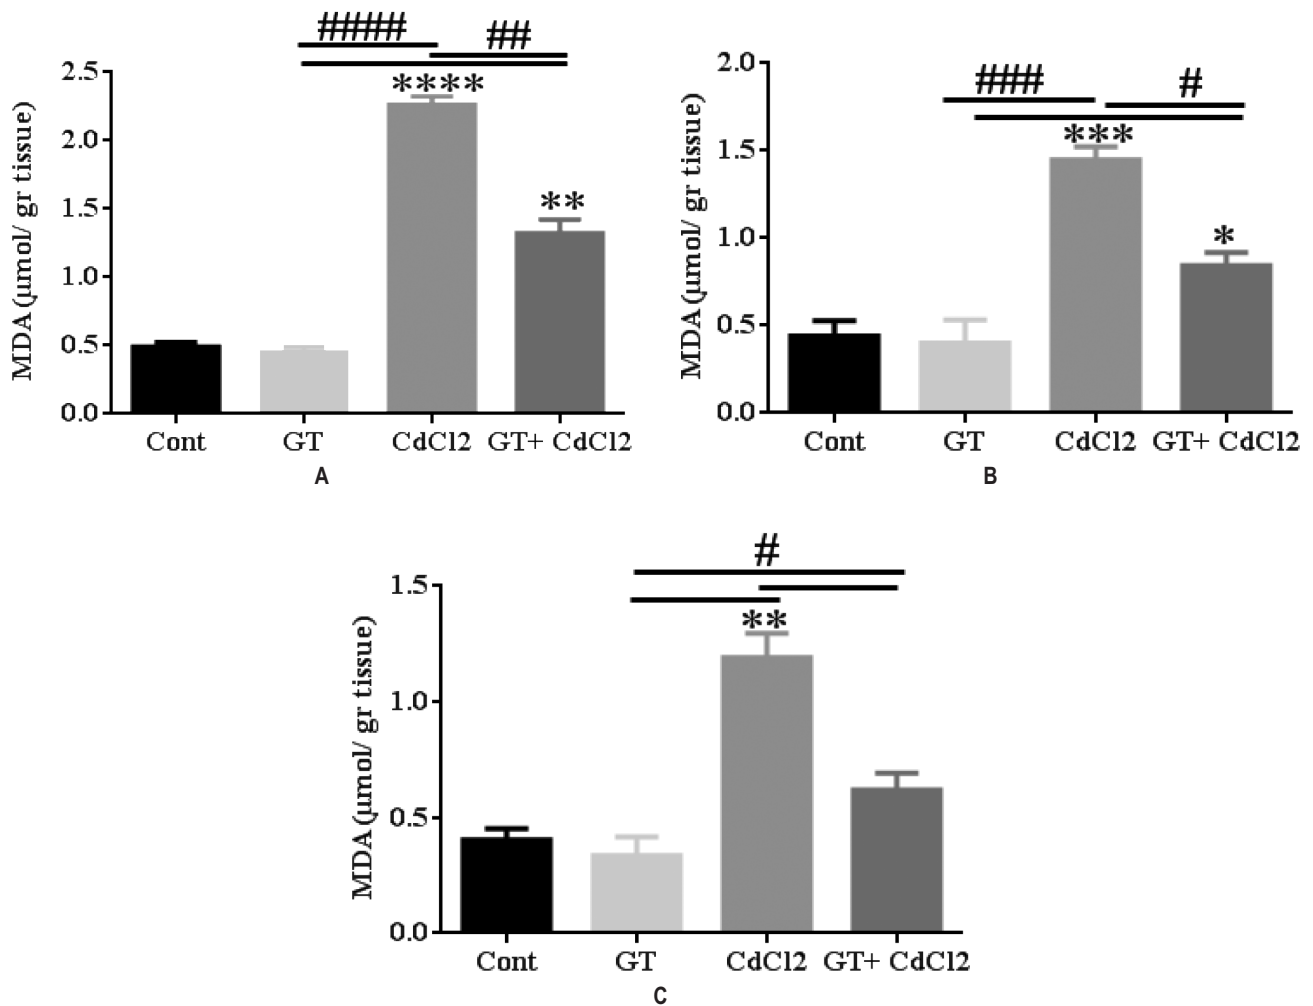 #### ##
2.5
2.0
1.5
1.0
0.5
0.0
MDA (µmol/ gr tissue)
****
**
Cont GT CdCl2 GT+ CdCl2
A
### #
2.0
1.5
1.0
0.5
0.0
MDA (µmol/ gr tissue)
***
*
Cont GT CdCl2 GT+ CdCl2
B
#
1.5
1.0
0.5
0.0
MDA (µmol/ gr tissue)
**
Cont GT CdCl2 GT+ CdCl2
C